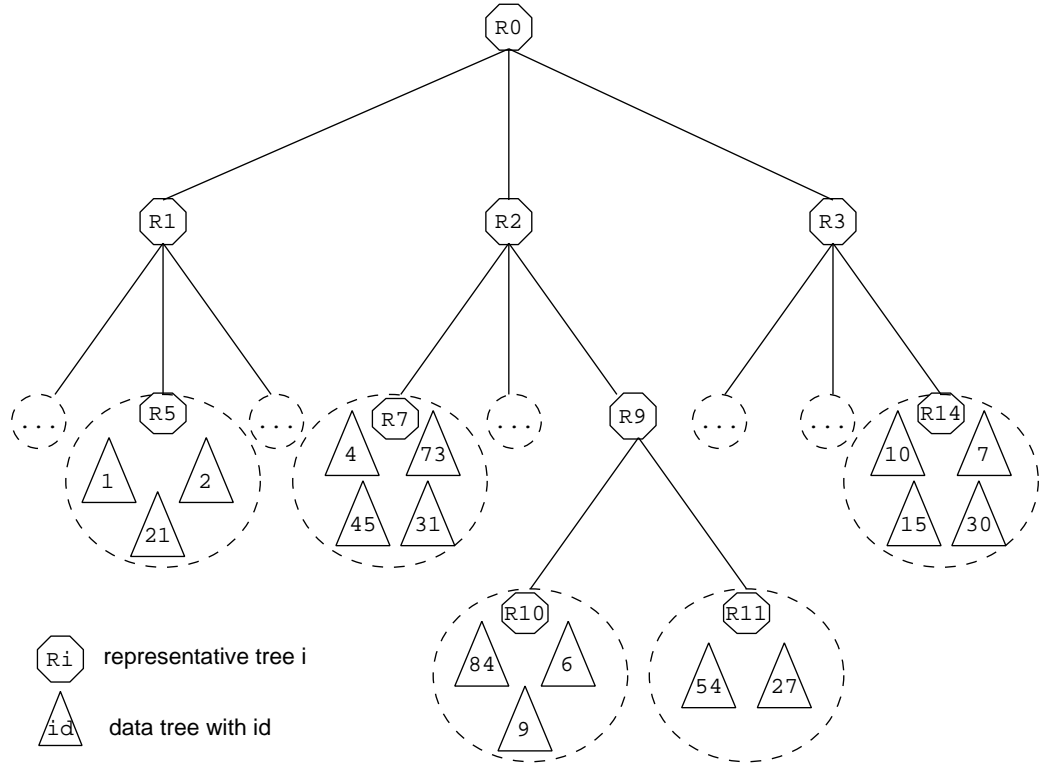 R0
R1
R2
R3
...
R5
...
R7
...
R9
...
...
R14
4
73
10
7
1
2
21
45
31
15
30
R10
R11
84
6
54
27
9
Ri
representative tree i
id
data tree with id